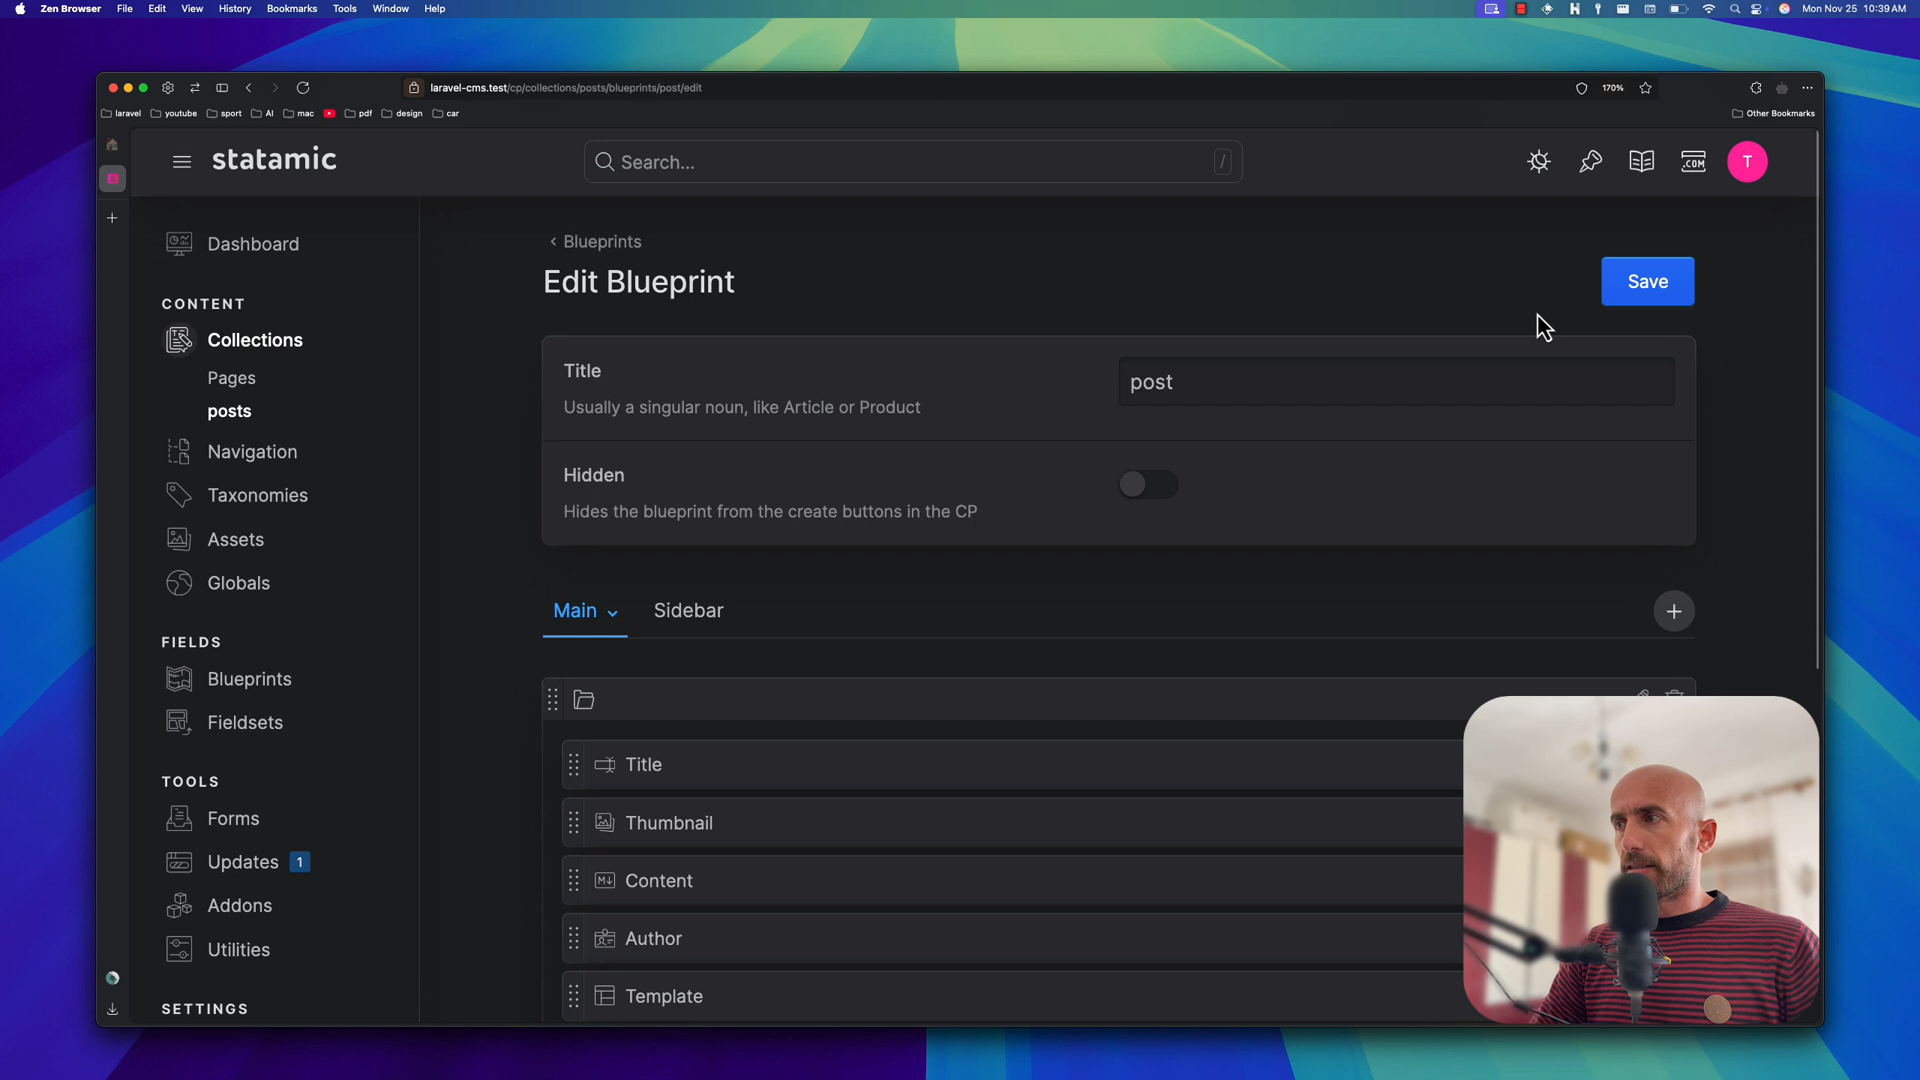 Zen Browser File Edit View History Bookmarks Tools Window Help
Mon Nov 25 10:39 AM
laravel-cms.test/cp/collections/posts/blueprints/post/edit
170%
laravel youtube sport AI mac pdf design car
Other Bookmarks
statamic
Search...
/
.COM
T
Dashboard
CONTENT
Collections
Pages
posts
Navigation
Taxonomies
Assets
Globals
FIELDS
Blueprints
Fieldsets
TOOLS
Forms
Updates 1
Addons
Utilities
SETTINGS
Blueprints
Edit Blueprint
Save
Title
Usually a singular noun, like Article or Product
post
Hidden
Hides the blueprint from the create buttons in the CP
Main
Sidebar
Title
Thumbnail
Content
Author
Template